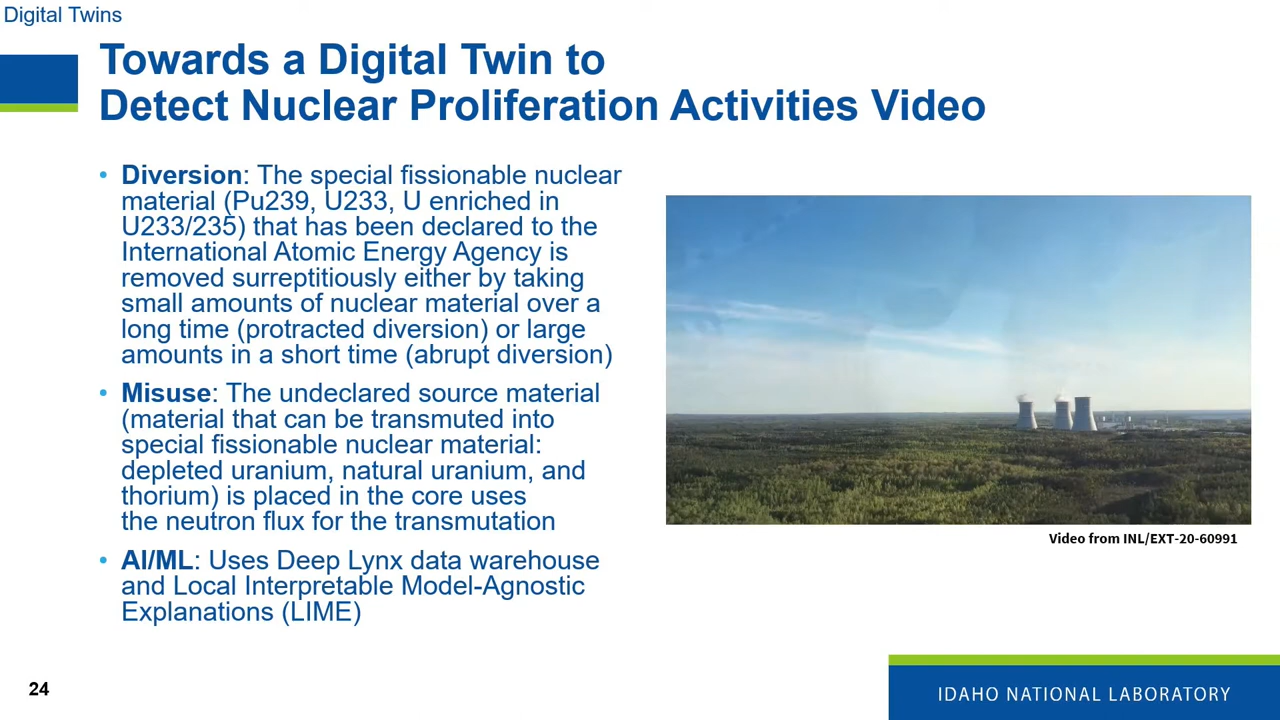 Digital Twins
Towards a Digital Twin to
Detect Nuclear Proliferation Activities Video
• Diversion: The special fissionable nuclear
material (Pu239, U233, U enriched in
U233/235) that has been declared to the
International Atomic Energy Agency is
removed surreptitiously either by taking
small amounts of nuclear material over a
long time (protracted diversion) or large
amounts in a short time (abrupt diversion)
• Misuse: The undeclared source material
(material that can be transmuted into
special fissionable nuclear material:
depleted uranium, natural uranium, and
thorium) is placed in the core uses
the neutron flux for the transmutation
• AI/ML: Uses Deep Lynx data warehouse
and Local Interpretable Model-Agnostic
Explanations (LIME)
Video from INL/EXT-20-60991
24
IDAHO NATIONAL LABORATORY